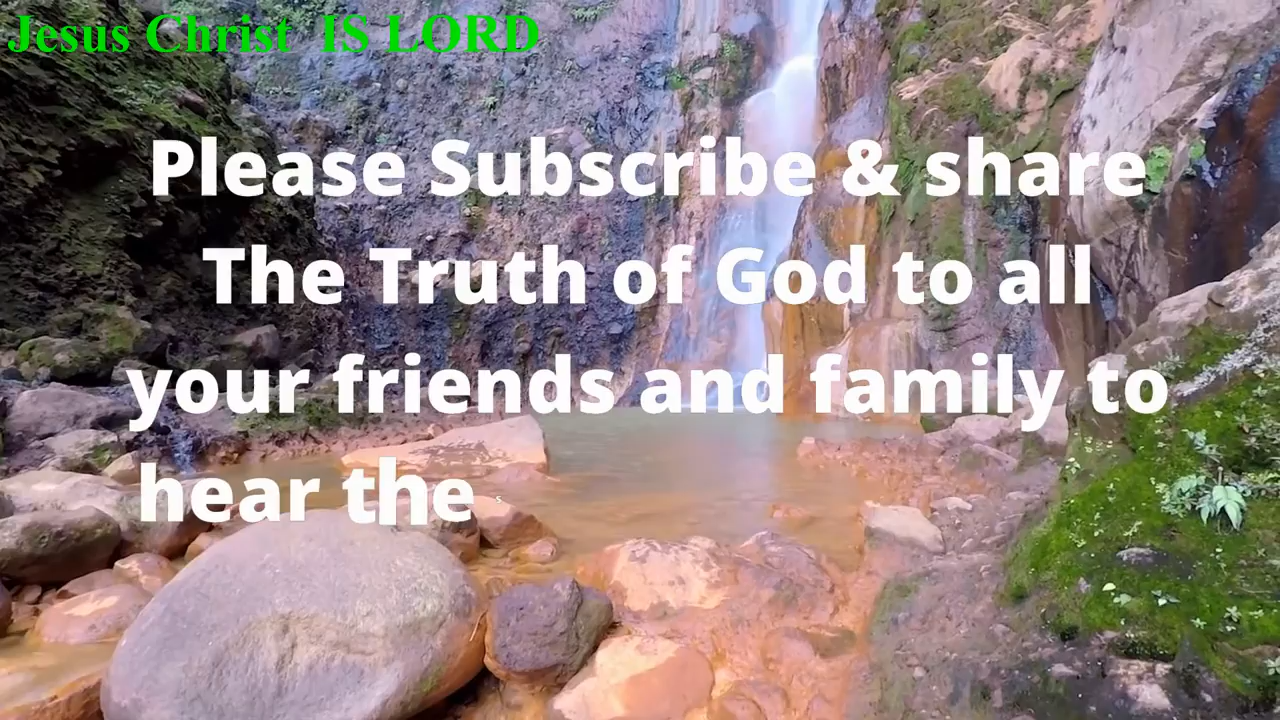 Jesus Christ IS LORD
Please Subscribe & share
The Truth of God to all
your friends and family to
hear the s